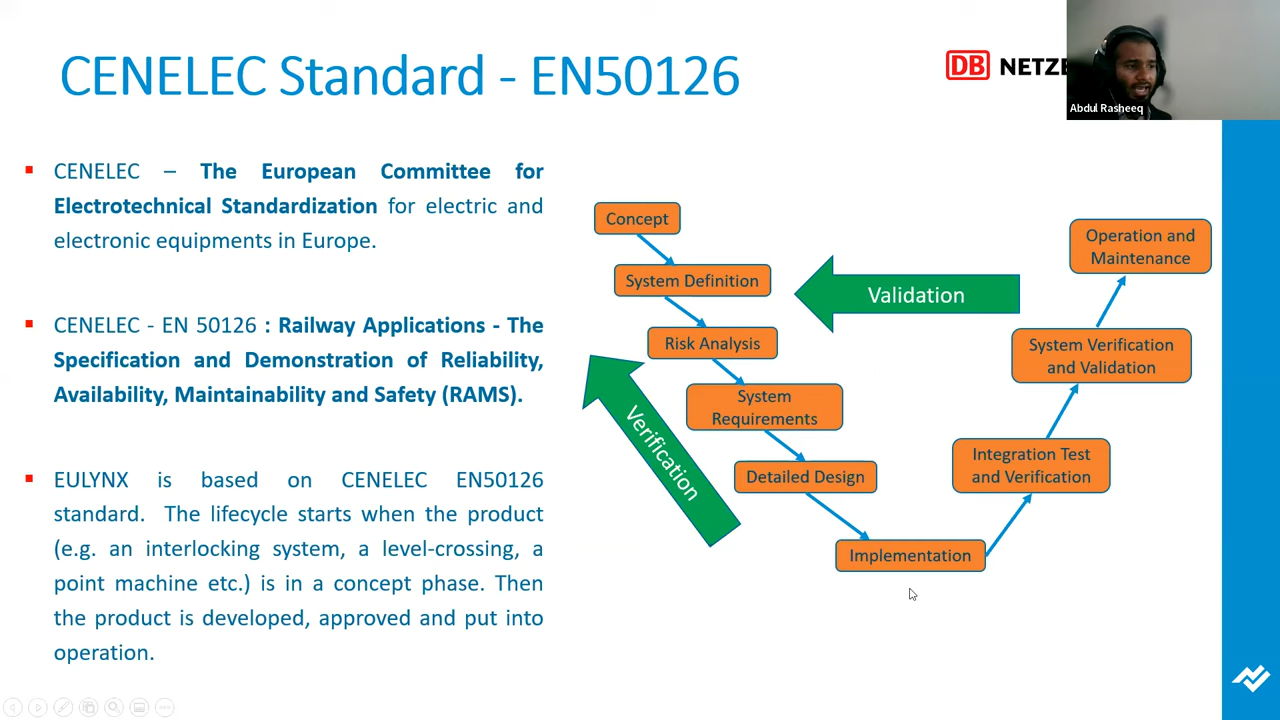 CENELEC Standard - EN50126
DB NETZE
Abdul Rasheeq
CENELEC – The European Committee for
Electrotechnical Standardization for electric and
electronic equipments in Europe.
CENELEC - EN 50126 : Railway Applications - The
Specification and Demonstration of Reliability,
Availability, Maintainability and Safety (RAMS).
EULYNX is based on CENELEC EN50126
standard. The lifecycle starts when the product
(e.g. an interlocking system, a level-crossing, a
point machine etc.) is in a concept phase. Then
the product is developed, approved and put into
operation.
Concept
System Definition
Risk Analysis
System
Requirements
Detailed Design
Implementation
Integration Test
and Verification
System Verification
and Validation
Operation and
Maintenance
Validation
Verification